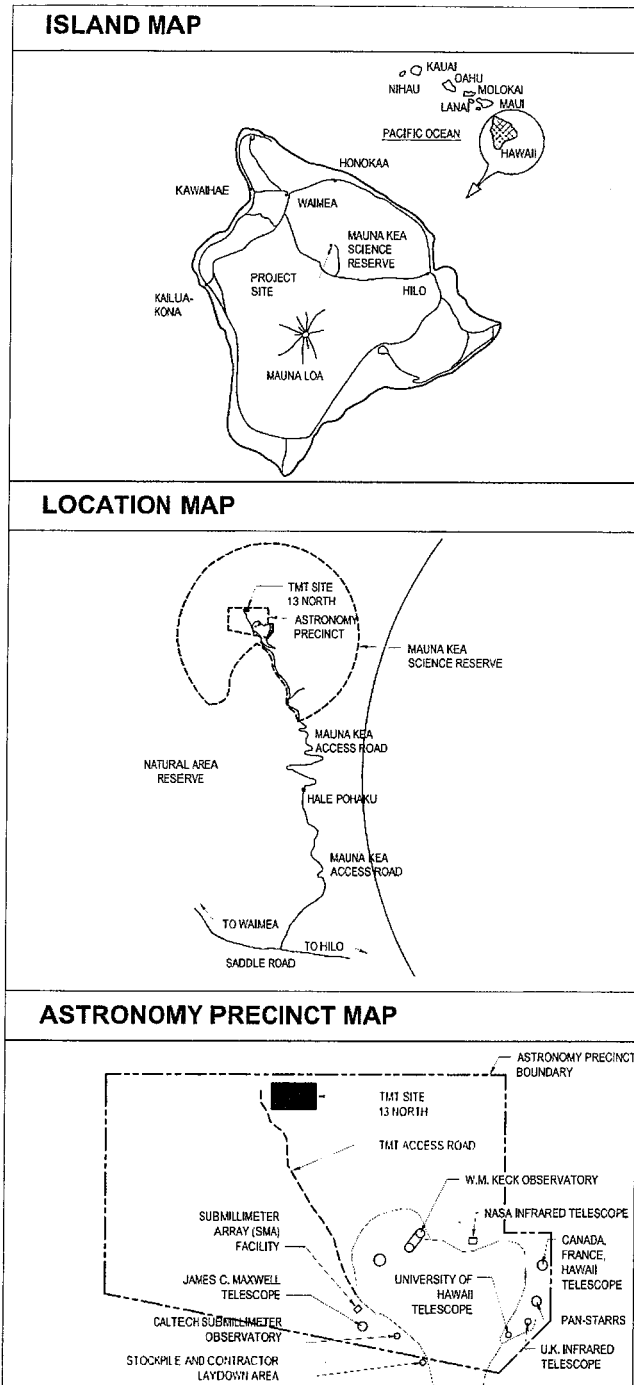 ISLAND MAP
KAUAI
NIHAU
OAHU
MOLOKAI
LANAI
MAUI
PACIFIC OCEAN
HAWAII
HONOKAA
KAWAIHAE
WAIMEA
MAUNA KEA
SCIENCE
RESERVE
PROJECT
SITE
HILO
KAILUA-
KONA
MAUNA LOA
LOCATION MAP
TMT SITE
13 NORTH
ASTRONOMY
PRECINCT
MAUNA KEA
SCIENCE RESERVE
MAUNA KEA
ACCESS ROAD
NATURAL AREA
RESERVE
HALE POHAKU
MAUNA KEA
ACCESS ROAD
TO WAIMEA
TO HILO
SADDLE ROAD
ASTRONOMY PRECINCT MAP
ASTRONOMY PRECINCT
BOUNDARY
TMT SITE
13 NORTH
TMT ACCESS ROAD
W.M. KECK OBSERVATORY
NASA INFRARED TELESCOPE
SUBMILLIMETER
ARRAY (SMA)
FACILITY
CANADA,
FRANCE,
HAWAII
TELESCOPE
JAMES C. MAXWELL
TELESCOPE
UNIVERSITY OF
HAWAII
TELESCOPE
PAN-STARRS
CALTECH SUBMILLIMETER
OBSERVATORY
U.K. INFRARED
TELESCOPE
STOCKPILE AND CONTRACTOR
LAYDOWN AREA